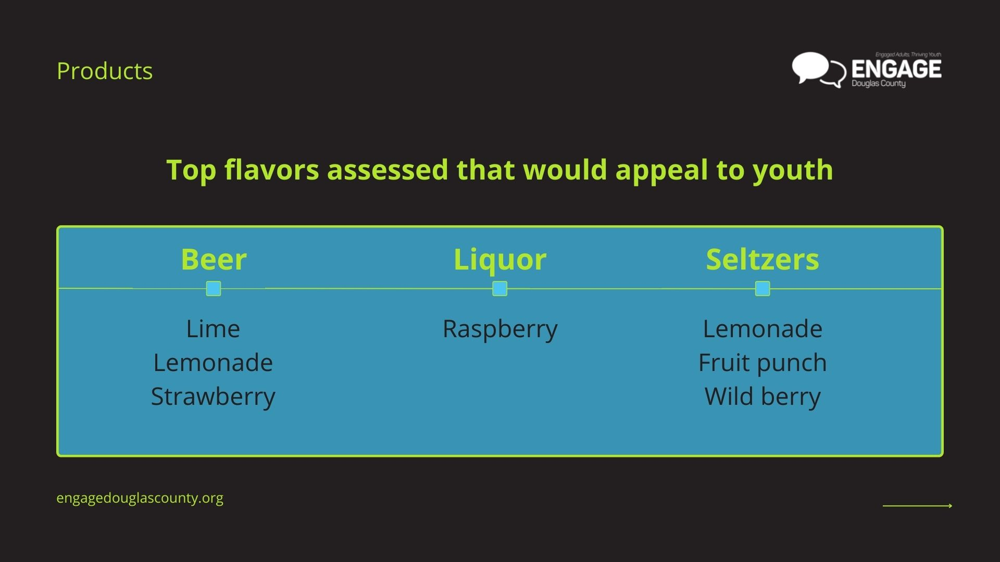 Products
Engaged Adults, Thriving Youth.
ENGAGE
Douglas County
Top flavors assessed that would appeal to youth
Beer
Liquor
Seltzers
Lime
Raspberry
Lemonade
Lemonade
Fruit punch
Strawberry
Wild berry
engagedouglascounty.org